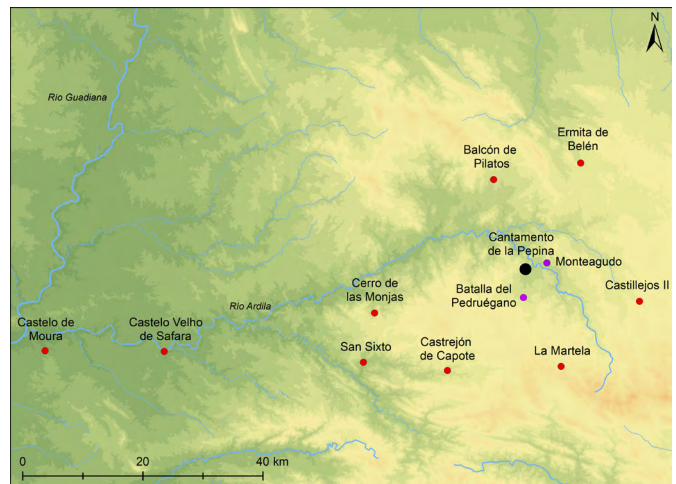 N
Rio Guadiana
Ermita de
Belén
Balcón de
Pilatos
Cantamento
de la Pepina
Monteagudo
Batalla del
Pedruégano
Castillejos II
Cerro de
las Monjas
Rio Ardila
Castelo de
Moura
Castelo Velho
de Safara
San Sixto
Castrejón
de Capote
La Martela
0 20 40 km